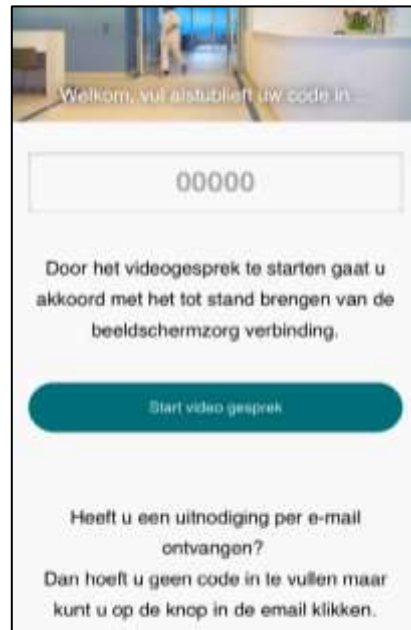 Welkom, vul alstublieft uw code in ...
00000
Door het videogesprek te starten gaat u
akkoord met het tot stand brengen van de
beeldschermzorg verbinding.
Start video gesprek
Heeft u een uitnodiging per e-mail
ontvangen?
Dan hoeft u geen code in te vullen maar
kunt u op de knop in de email klikken.